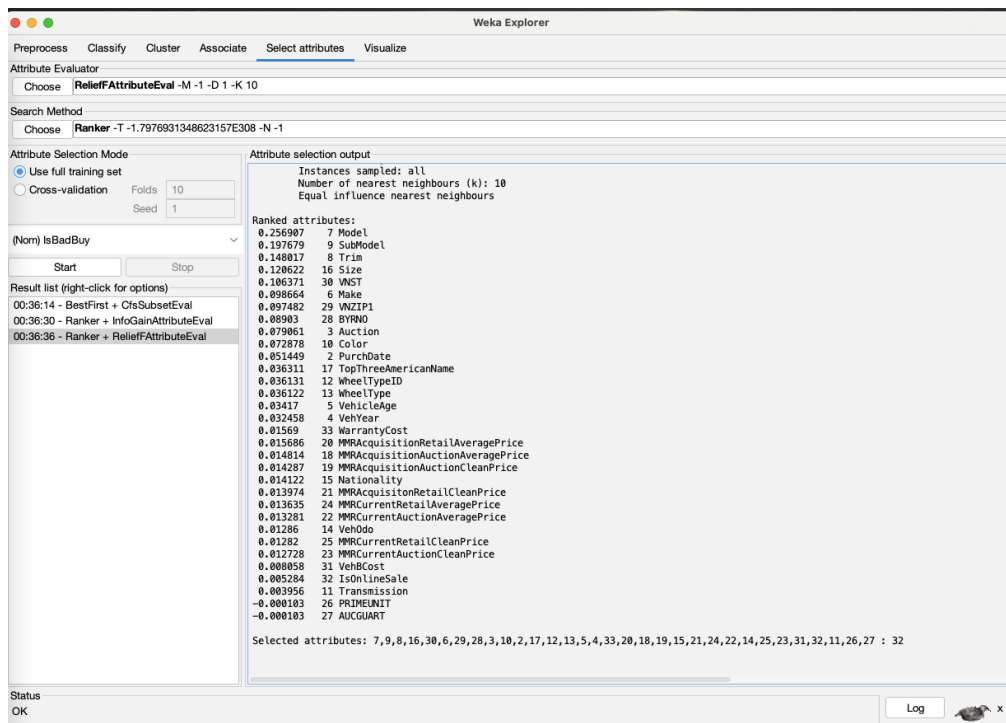 Weka Explorer
Preprocess Classify Cluster Associate Select attributes Visualize
Attribute Evaluator
Choose ReliefFAttributeEval -M -1 -D 1 -K 10
Search Method
Choose Ranker -T -1.7976931348623157E308 -N -1
Attribute Selection Mode
Use full training set
Cross-validation Folds 10
Seed 1
(Nom) IsBadBuy
Start Stop
Result list (right-click for options)
00:36:14 - BestFirst + CfsSubsetEval
00:36:30 - Ranker + InfoGainAttributeEval
00:36:36 - Ranker + ReliefFAttributeEval
Attribute selection output
Instances sampled: all
Number of nearest neighbours (k): 10
Equal influence nearest neighbours
Ranked attributes:
0.256907 7 Model
0.197679 9 SubModel
0.148017 8 Trim
0.120622 16 Size
0.106371 30 VNST
0.098664 6 Make
0.097482 29 VNZIP1
0.08903 28 BYRNO
0.079061 3 Auction
0.072878 10 Color
0.051449 2 PurchDate
0.036311 17 TopThreeAmericanName
0.036131 12 WheelTypeID
0.036122 13 WheelType
0.03417 5 VehicleAge
0.032458 4 VehYear
0.01569 33 WarrantyCost
0.015686 20 MMRAcquisitionRetailAveragePrice
0.014814 18 MMRAcquisitionAuctionAveragePrice
0.014287 19 MMRAcquisitionAuctionCleanPrice
0.014122 15 Nationality
0.013974 21 MMRAcquisitonRetailCleanPrice
0.013635 24 MMRCurrentRetailAveragePrice
0.013281 22 MMRCurrentAuctionAveragePrice
0.01286 14 VehOdo
0.01282 25 MMRCurrentRetailCleanPrice
0.012728 23 MMRCurrentAuctionCleanPrice
0.008058 31 VehBCost
0.005284 32 IsOnlineSale
0.003956 11 Transmission
-0.000103 26 PRIMEUNIT
-0.000103 27 AUCGUART
Selected attributes: 7,9,8,16,30,6,29,28,3,10,2,17,12,13,5,4,33,20,18,19,15,21,24,22,14,25,23,31,32,11,26,27 : 32
Status
OK
Log
x